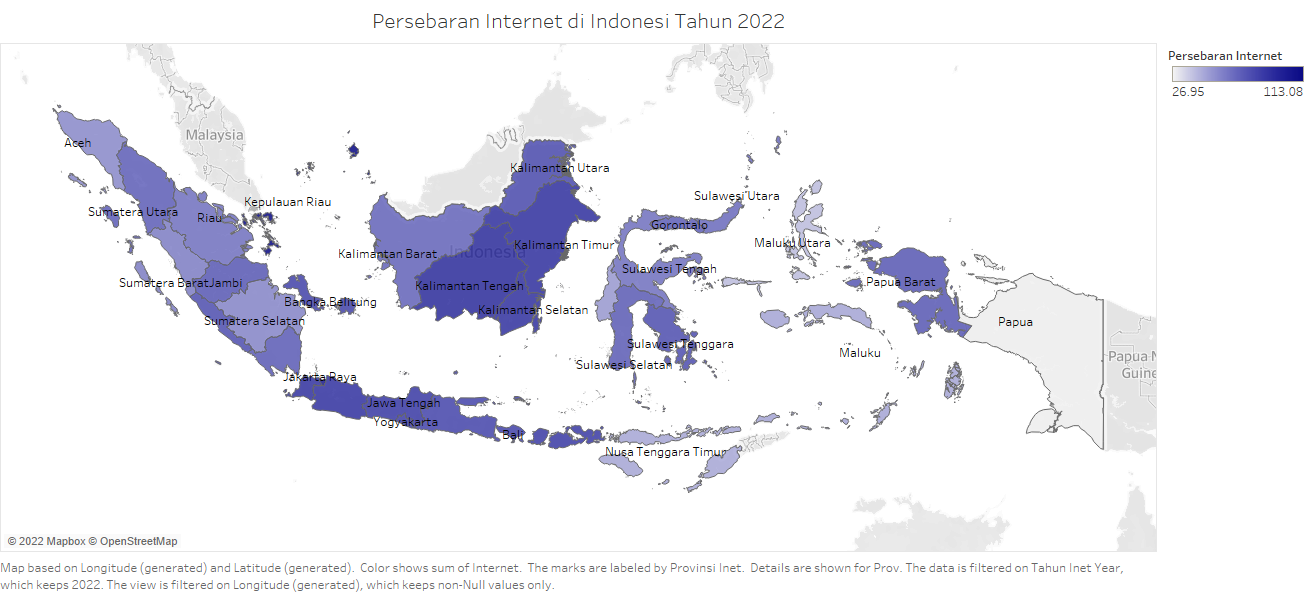 Persebaran Internet di Indonesi Tahun 2022
Persebaran Internet
26.95 113.08
Malaysia
Aceh
Kalimantan Utara
Sulawesi Utara
Kepulauan Riau
Sumatera Utara
Riau
Gorontalo
Maluku Utara
Kalimantan Timur
Indonesia
Kalimantan Barat
Sulawesi Tengah
Sumatera Barat
Jambi
Kalimantan Tengah
Papua Barat
Bangka Belitung
Kalimantan Selatan
Sumatera Selatan
Papua
Sulawesi Tenggara
Maluku
Papua N
Guine
Sulawesi Selatan
Jakarta Raya
Jawa Tengah
Yogyakarta
Bali
Nusa Tenggara Timur
© 2022 Mapbox © OpenStreetMap
Map based on Longitude (generated) and Latitude (generated). Color shows sum of Internet. The marks are labeled by Provinsi Inet. Details are shown for Prov. The data is filtered on Tahun Inet Year,
which keeps 2022. The view is filtered on Longitude (generated), which keeps non-Null values only.